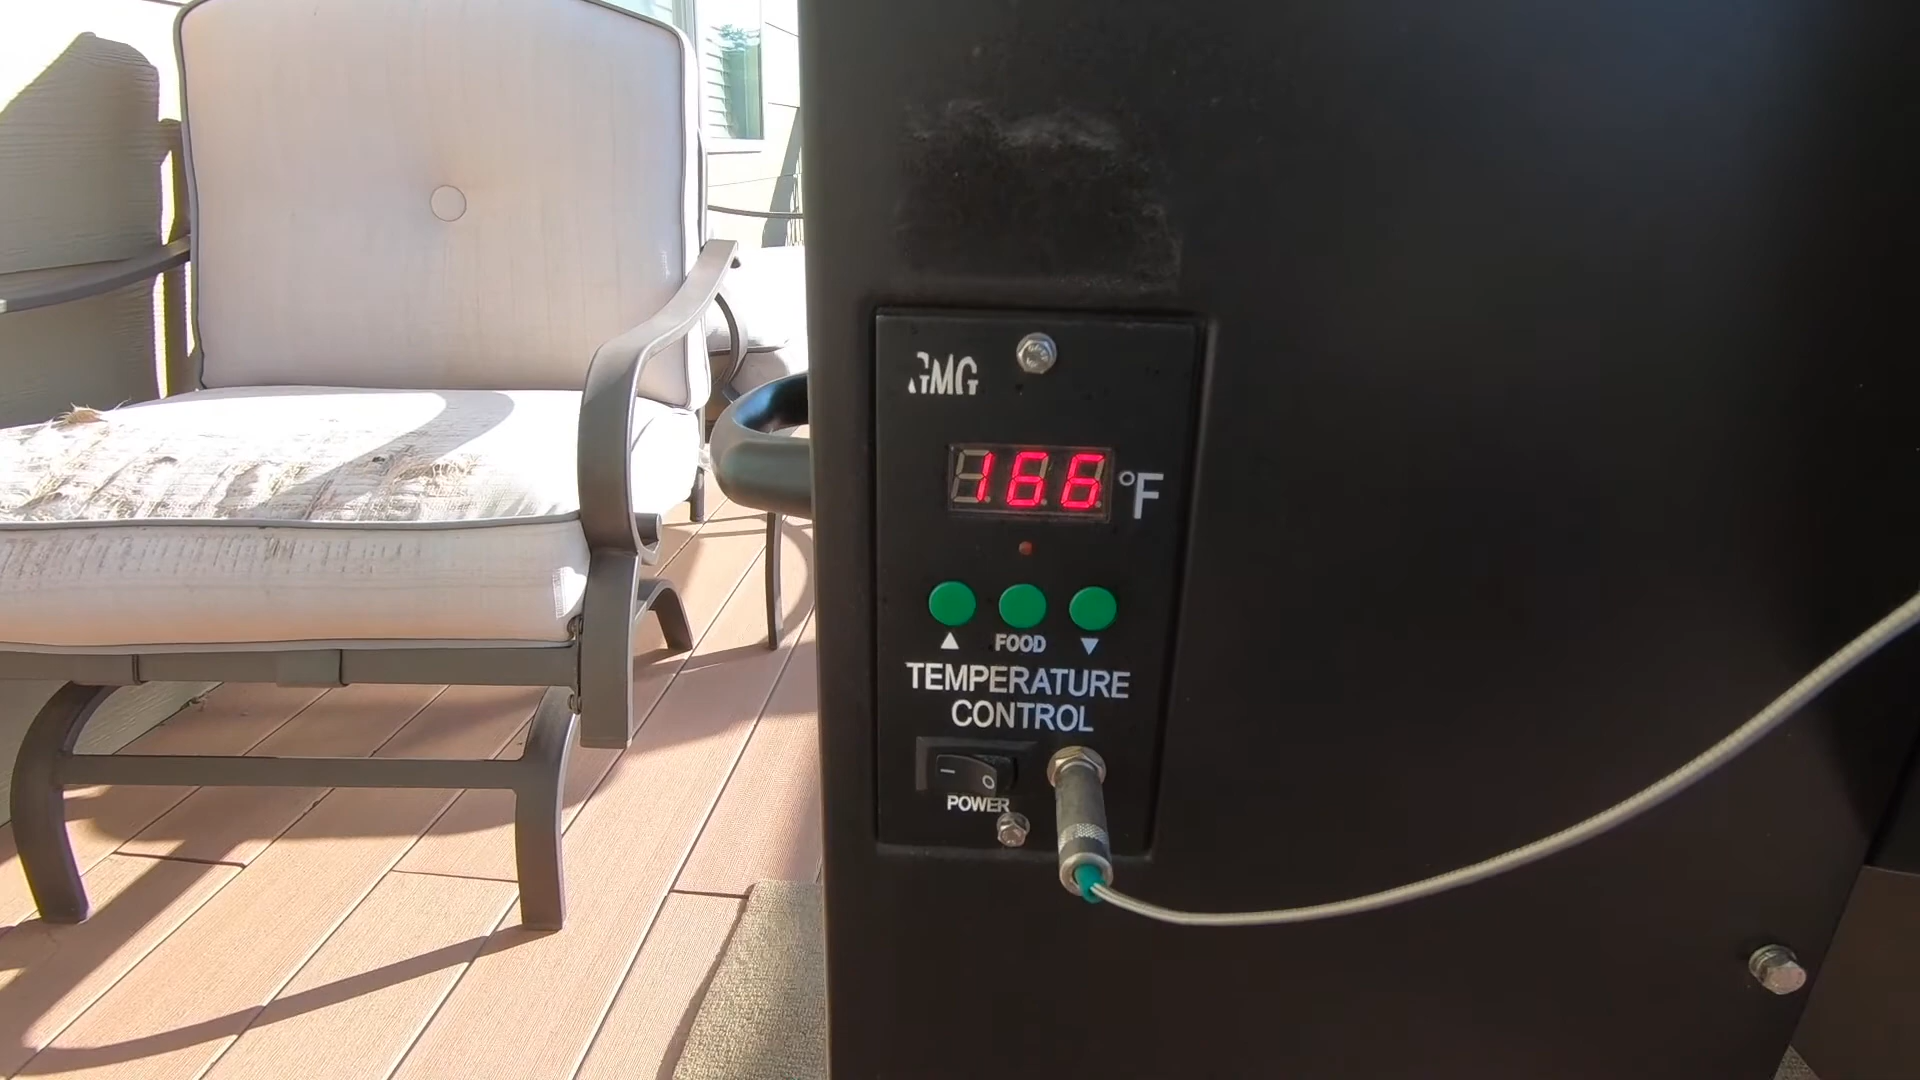 GMG
166
°F
▲ FOOD ▼
TEMPERATURE
CONTROL
POWER